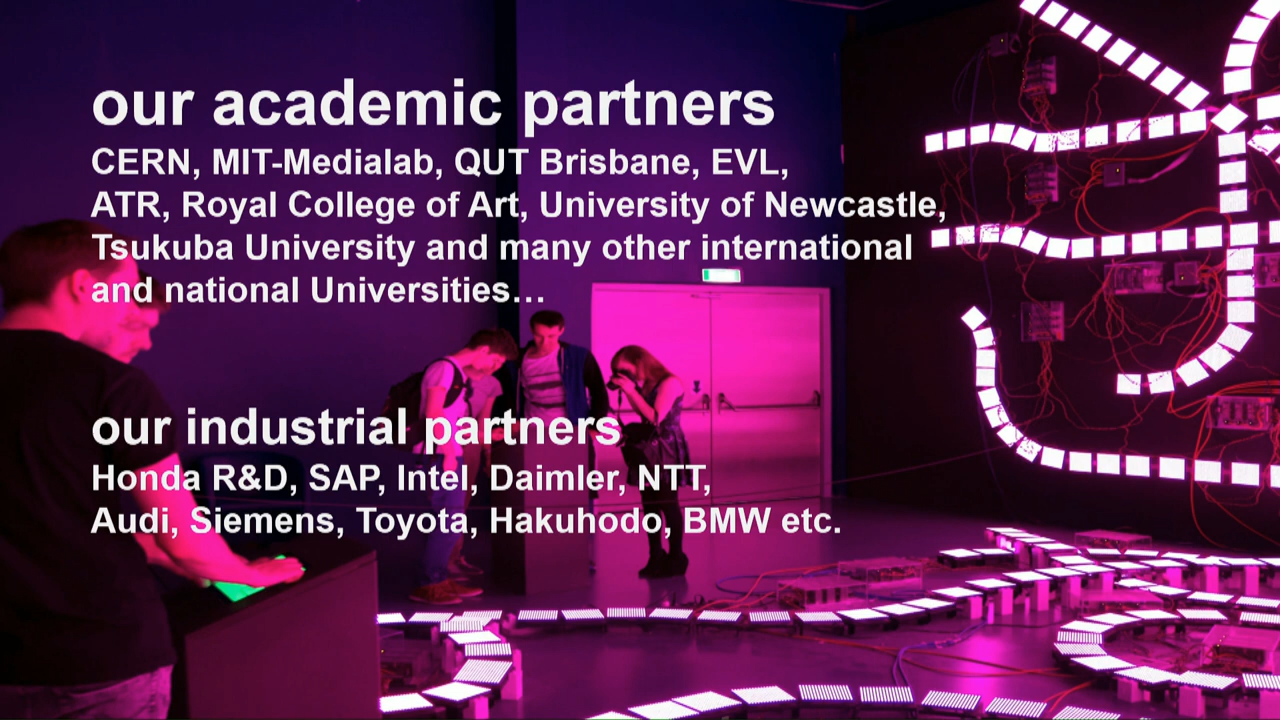 our academic partners
CERN, MIT-Medialab, QUT Brisbane, EVL,
ATR, Royal College of Art, University of Newcastle,
Tsukuba University and many other international
and national Universities…
our industrial partners
Honda R&D, SAP, Intel, Daimler, NTT,
Audi, Siemens, Toyota, Hakuhodo, BMW etc.